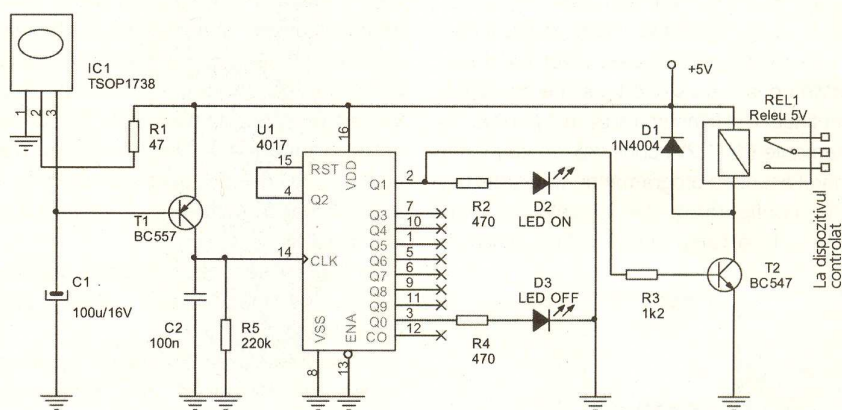 IC1
TSOP1738
1
2
3
R1
47
T1
BC557
C1
100u/16V
C2
100n
R5
220k
U1
4017
16
15
RST
4
Q2
VDD
14
CLK
VSS
ENA
8
13
Q1
2
Q3
7
Q4
10
Q5
1
Q6
5
Q7
6
Q8
9
Q9
11
Q0
3
CO
12
R2
470
D2
LED ON
D3
LED OFF
R4
470
+5V
D1
1N4004
REL1
Releu 5V
La dispozitivul
controlat
R3
1k2
T2
BC547